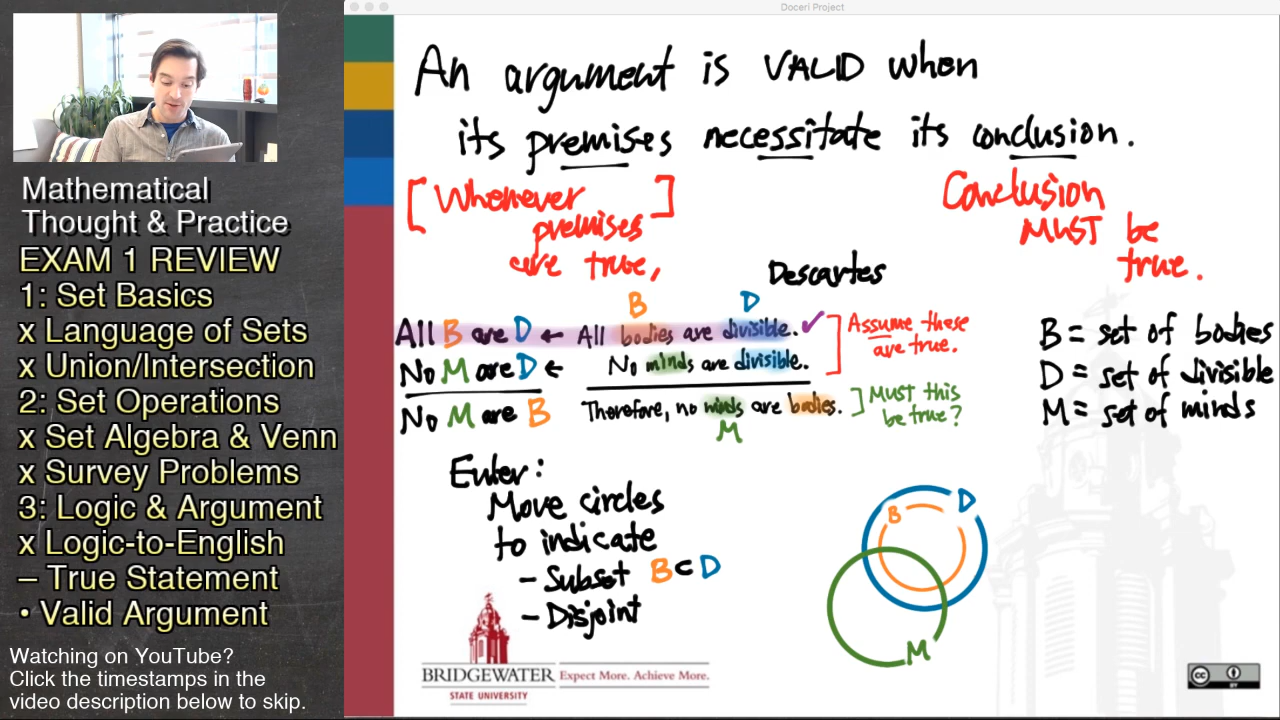 Doceri Project
An argument is VALID when
its premises necessitate its conclusion.
[Whenever premises are true,]
Conclusion MUST be true.
Descartes
B D
All B are D ← All bodies are divisible. ✓
No M are D ← No minds are divisible.
No M are B Therefore, no minds are bodies.
M
] Assume these
are true.
] Must this
be true?
B = set of bodies
D = set of divisible
M = set of minds
Euler:
Move circles
to indicate
- Subset B ⊂ D
- Disjoint
B D
M
BRIDGEWATER
STATE UNIVERSITY
Expect More. Achieve More.
cc BY
Mathematical
Thought & Practice
EXAM 1 REVIEW
1: Set Basics
x Language of Sets
x Union/Intersection
2: Set Operations
x Set Algebra & Venn
x Survey Problems
3: Logic & Argument
x Logic-to-English
– True Statement
• Valid Argument
Watching on YouTube?
Click the timestamps in the
video description below to skip.